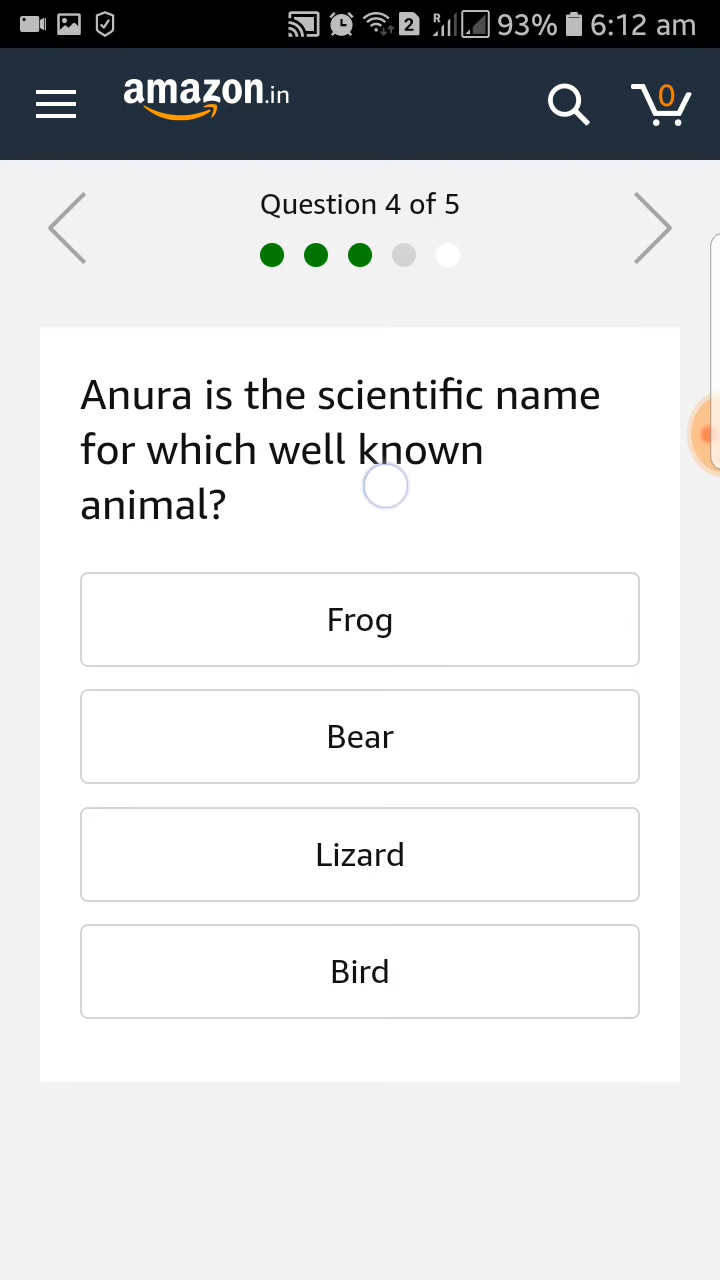 2 R 93% 6:12 am
amazon.in
0
Question 4 of 5
Anura is the scientific name
for which well known
animal?
Frog
Bear
Lizard
Bird